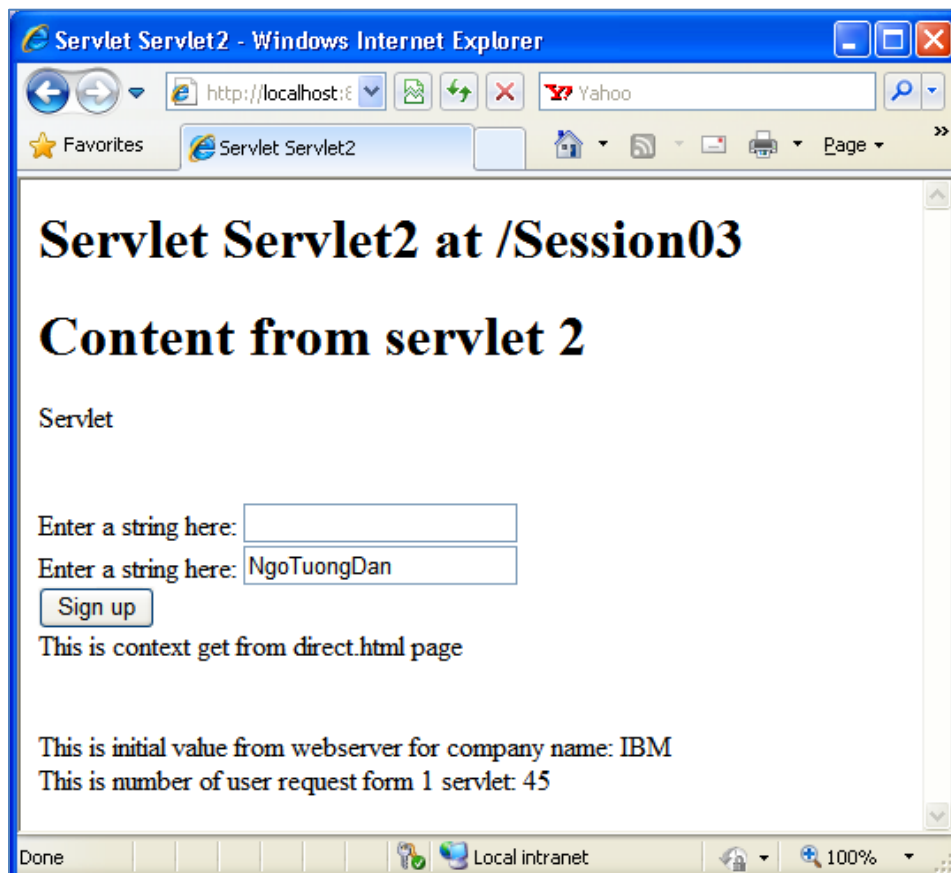 Servlet Servlet2 - Windows Internet Explorer
http://localhost:8
Yahoo
Favorites
Servlet Servlet2
Page
Servlet Servlet2 at /Session03
Content from servlet 2
Servlet
Enter a string here:
Enter a string here: NgoTuongDan
Sign up
This is context get from direct.html page
This is initial value from webserver for company name: IBM
This is number of user request form 1 servlet: 45
Done
Local intranet
100%